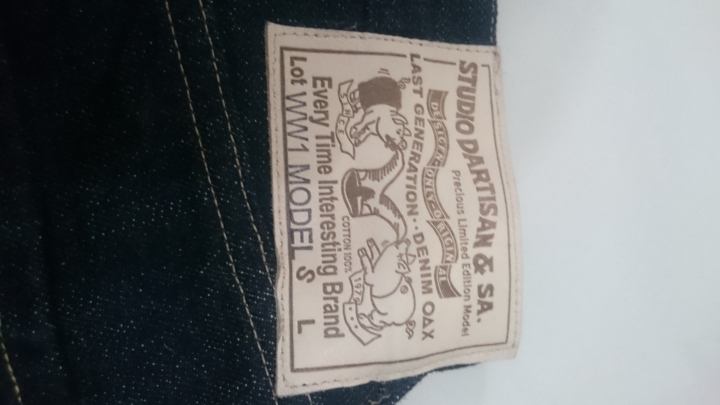 STUDIO D'ARTISAN & SA.
Precious Limited Edition Model
LAST GENERATION·DENIM OAX
COTTON 100%
Every Time Interesting Brand
Lot WW1 MODEL S L